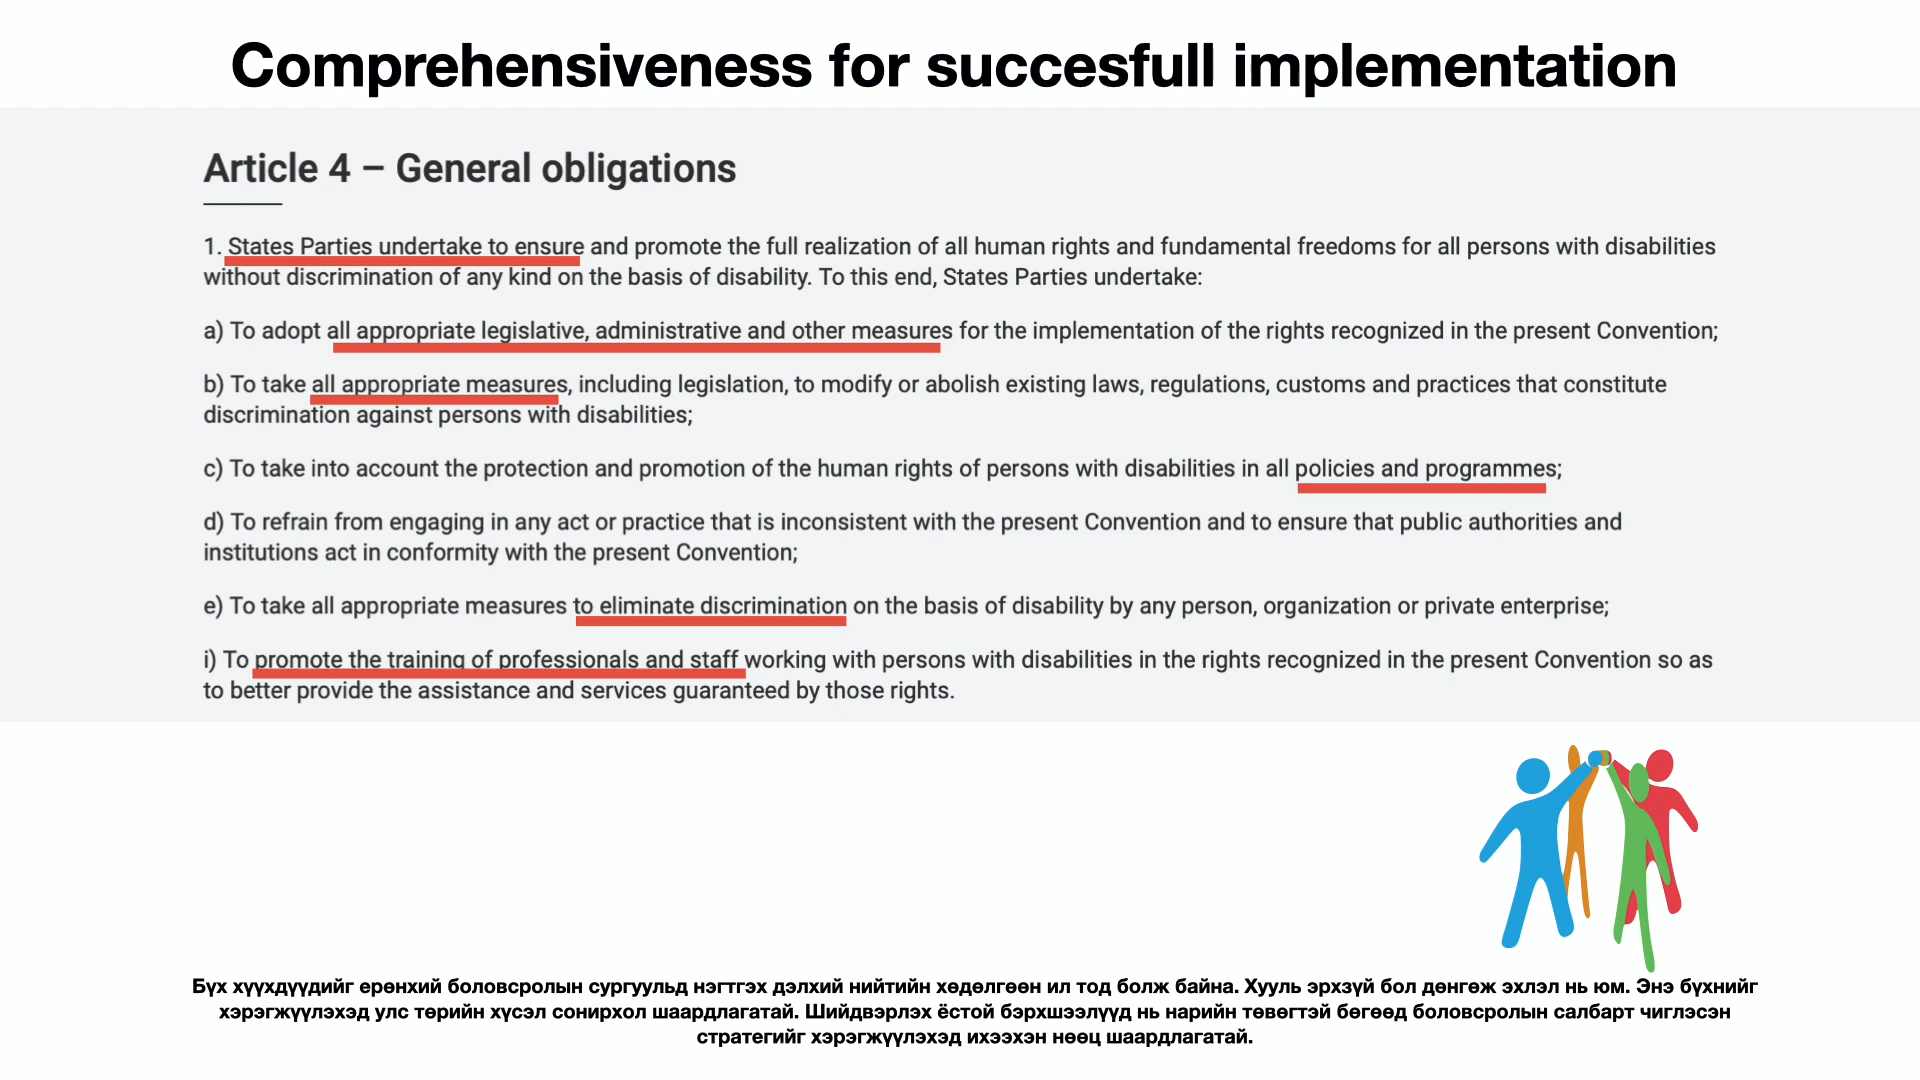 Comprehensiveness for succesfull implementation
Article 4 – General obligations
1. States Parties undertake to ensure and promote the full realization of all human rights and fundamental freedoms for all persons with disabilities
without discrimination of any kind on the basis of disability. To this end, States Parties undertake:
a) To adopt all appropriate legislative, administrative and other measures for the implementation of the rights recognized in the present Convention;
b) To take all appropriate measures, including legislation, to modify or abolish existing laws, regulations, customs and practices that constitute
discrimination against persons with disabilities;
c) To take into account the protection and promotion of the human rights of persons with disabilities in all policies and programmes;
d) To refrain from engaging in any act or practice that is inconsistent with the present Convention and to ensure that public authorities and
institutions act in conformity with the present Convention;
e) To take all appropriate measures to eliminate discrimination on the basis of disability by any person, organization or private enterprise;
i) To promote the training of professionals and staff working with persons with disabilities in the rights recognized in the present Convention so as
to better provide the assistance and services guaranteed by those rights.
Бүх хүүхдүүдийг ерөнхий боловсролын сургуульд нэгтгэх дэлхий нийтийн хөдөлгөөн ил тод болж байна. Хууль эрхзүй бол дөнгөж эхлэл нь юм. Энэ бүхнийг
хэрэгжүүлэхэд улс төрийн хүсэл сонирхол шаардлагатай. Шийдвэрлэх ёстой бэрхшээлүүд нь нарийн төвөгтэй бөгөөд боловсролын салбарт чиглэсэн
стратегийг хэрэгжүүлэхэд ихээхэн нөөц шаардлагатай.